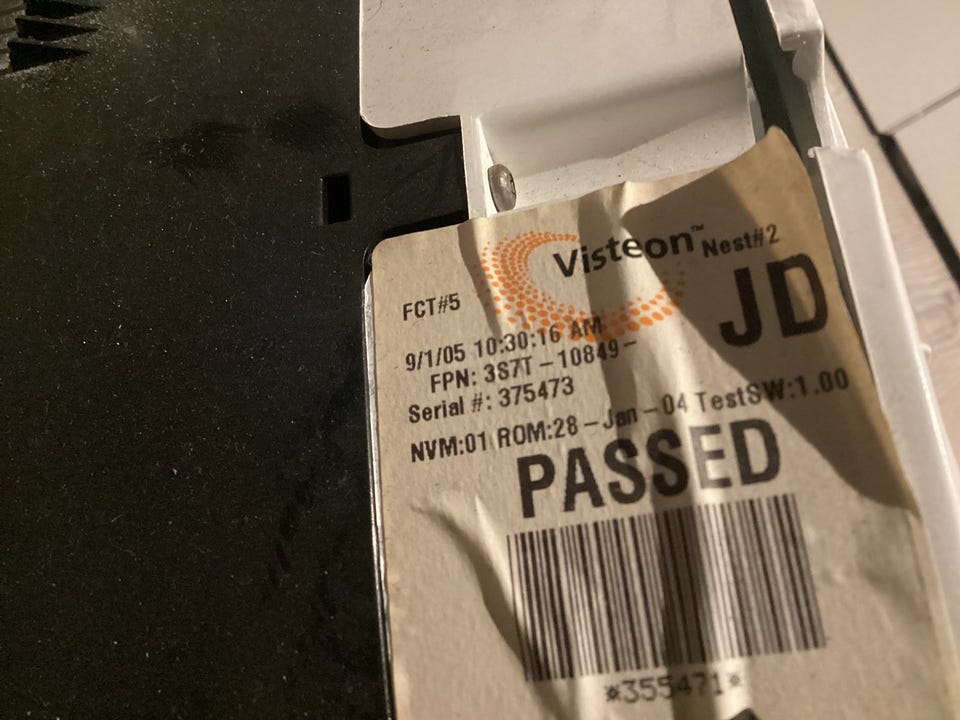 Visteon™ Nest#2
FCT#5
JD
9/1/05 10:30:16 AM
FPN: 3S7T-10849-
Serial #: 375473
NVM:01 ROM:28-Jan-04 TestSW:1.00
PASSED
*355471*